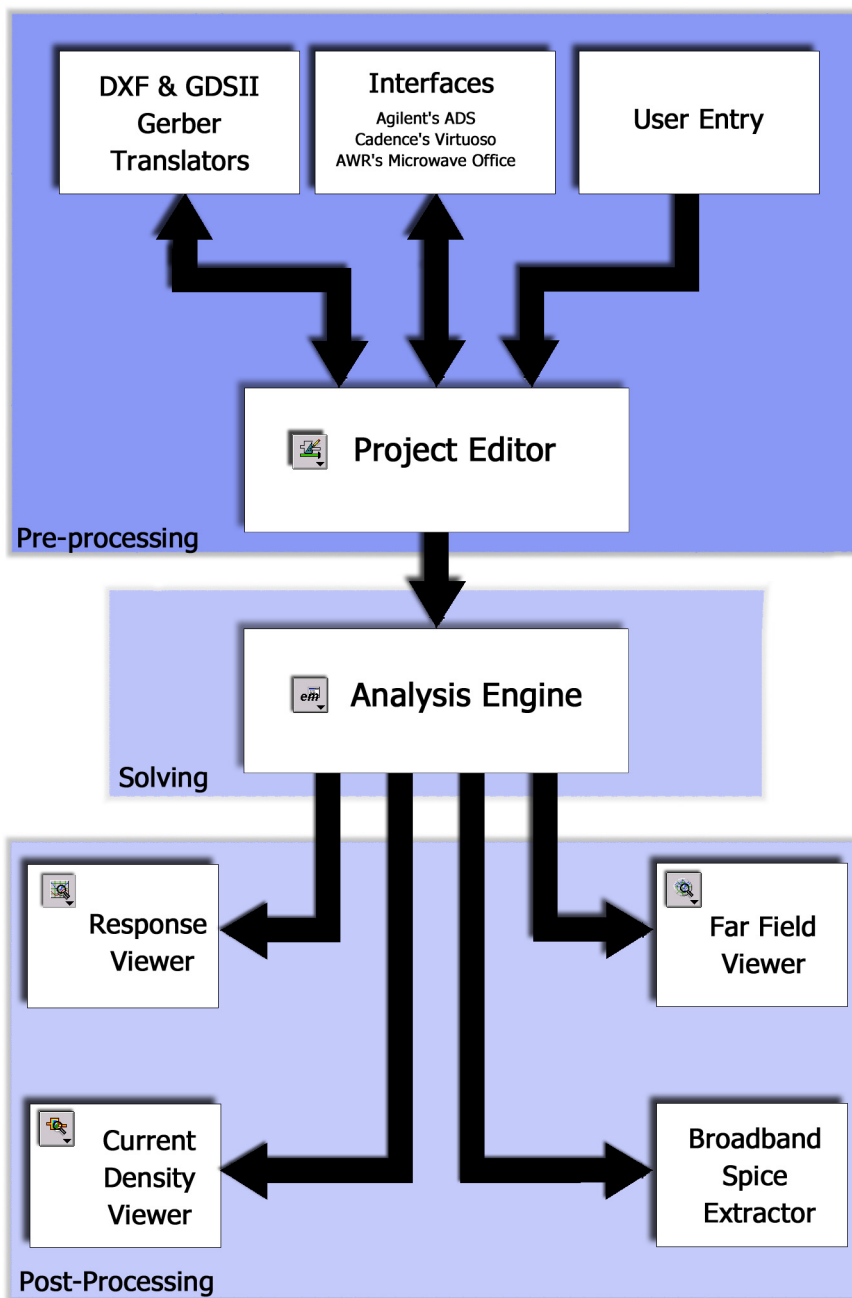 DXF & GDSII
Gerber
Translators
Interfaces
Agilent's ADS
Cadence's Virtuoso
AWR's Microwave Office
User Entry
Project Editor
Pre-processing
em
Analysis Engine
Solving
Response
Viewer
Far Field
Viewer
Current
Density
Viewer
Broadband
Spice
Extractor
Post-Processing